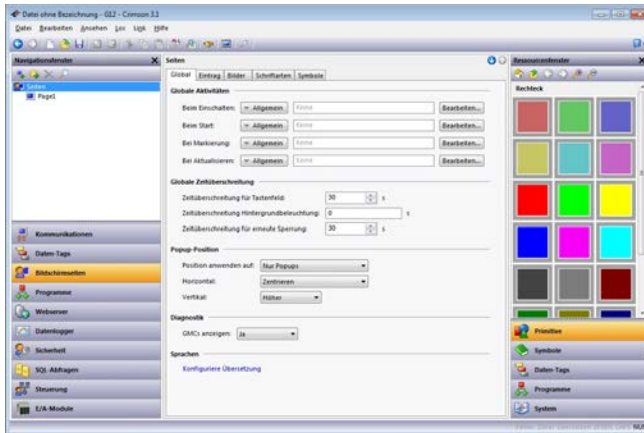 Datei ohne Bezeichnung - G12 - Crimson 3.1
Datei Bearbeiten Ansehen Los Link Hilfe
Navigationsfenster
Seiten
Ressourcenfenster
Seiten
Page1
Global Eintrag Bilder Schriftarten Symbole
Rechteck
Globale Aktivitäten
Beim Einschalten: Allgemein Keine Bearbeiten...
Beim Start: Allgemein Keine Bearbeiten...
Bei Markierung: Allgemein Keine Bearbeiten...
Bei Aktualisieren: Allgemein Keine Bearbeiten...
Globale Zeitüberschreitung
Zeitüberschreitung für Tastenfeld: 30 s
Zeitüberschreitung Hintergrundbeleuchtung: 0 s
Zeitüberschreitung für erneute Sperrung: 30 s
Popup-Position
Position anwenden auf: Nur Popups
Horizontal: Zentrieren
Vertikal: Höher
Diagnostik
GMCs anzeigen: Ja
Sprachen
Konfiguriere Übersetzung
Kommunikationen
Daten-Tags
Bildschirmseiten
Programme
Webserver
Datenlogger
Sicherheit
SQL-Abfragen
Steuerung
E/A-Module
Primitive
Symbole
Daten-Tags
Programme
System